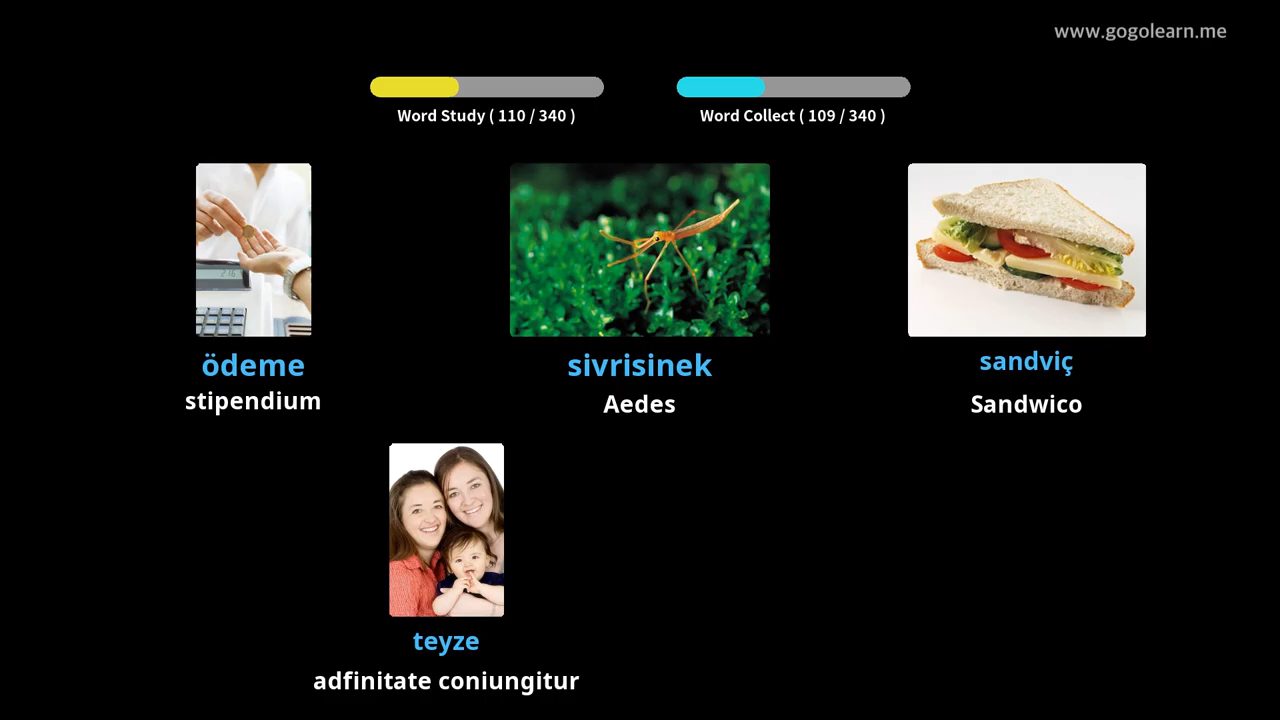 www.gogolearn.me
Word Study ( 110 / 340 )
Word Collect ( 109 / 340 )
ödeme
stipendium
sivrisinek
Aedes
sandviç
Sandwico
teyze
adfinitate coniungitur